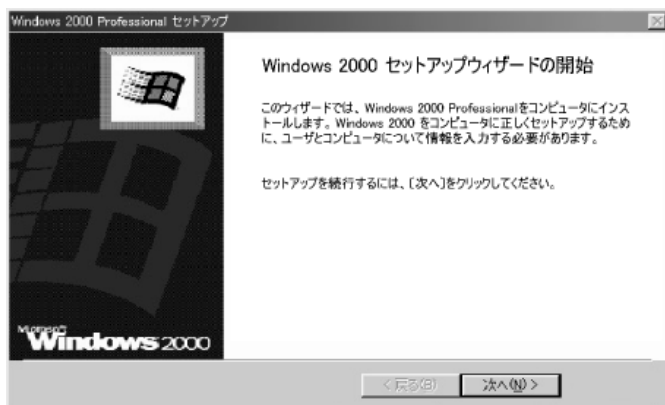 Windows 2000 Professional セットアップ
Windows 2000 セットアップウィザードの開始
このウィザードでは、Windows 2000 Professionalをコンピュータにインス
トールします。Windows 2000 をコンピュータに正しくセットアップするため
に、ユーザとコンピュータについて情報を入力する必要があります。
セットアップを続行するには、［次へ］をクリックしてください。
Microsoft
Windows 2000
< 戻る(B)
次へ(N) >